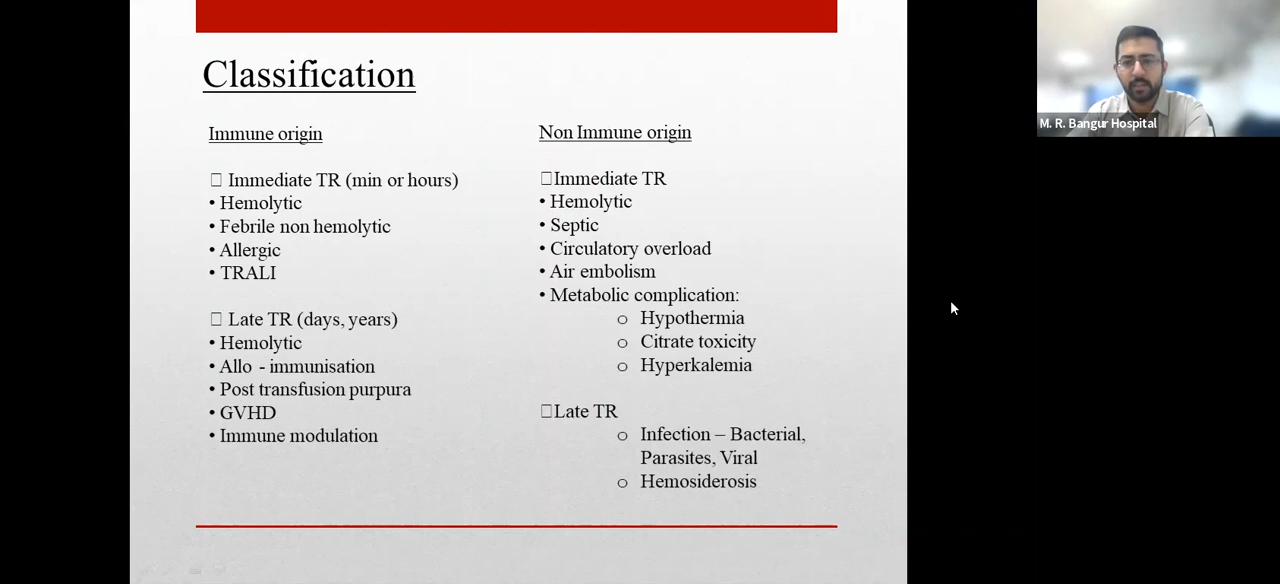 Classification
Immune origin
☐ Immediate TR (min or hours)
• Hemolytic
• Febrile non hemolytic
• Allergic
• TRALI
☐ Late TR (days, years)
• Hemolytic
• Allo - immunisation
• Post transfusion purpura
• GVHD
• Immune modulation
Non Immune origin
☐Immediate TR
• Hemolytic
• Septic
• Circulatory overload
• Air embolism
• Metabolic complication:
o Hypothermia
o Citrate toxicity
o Hyperkalemia
☐Late TR
o Infection – Bacterial,
Parasites, Viral
o Hemosiderosis
M. R. Bangur Hospital